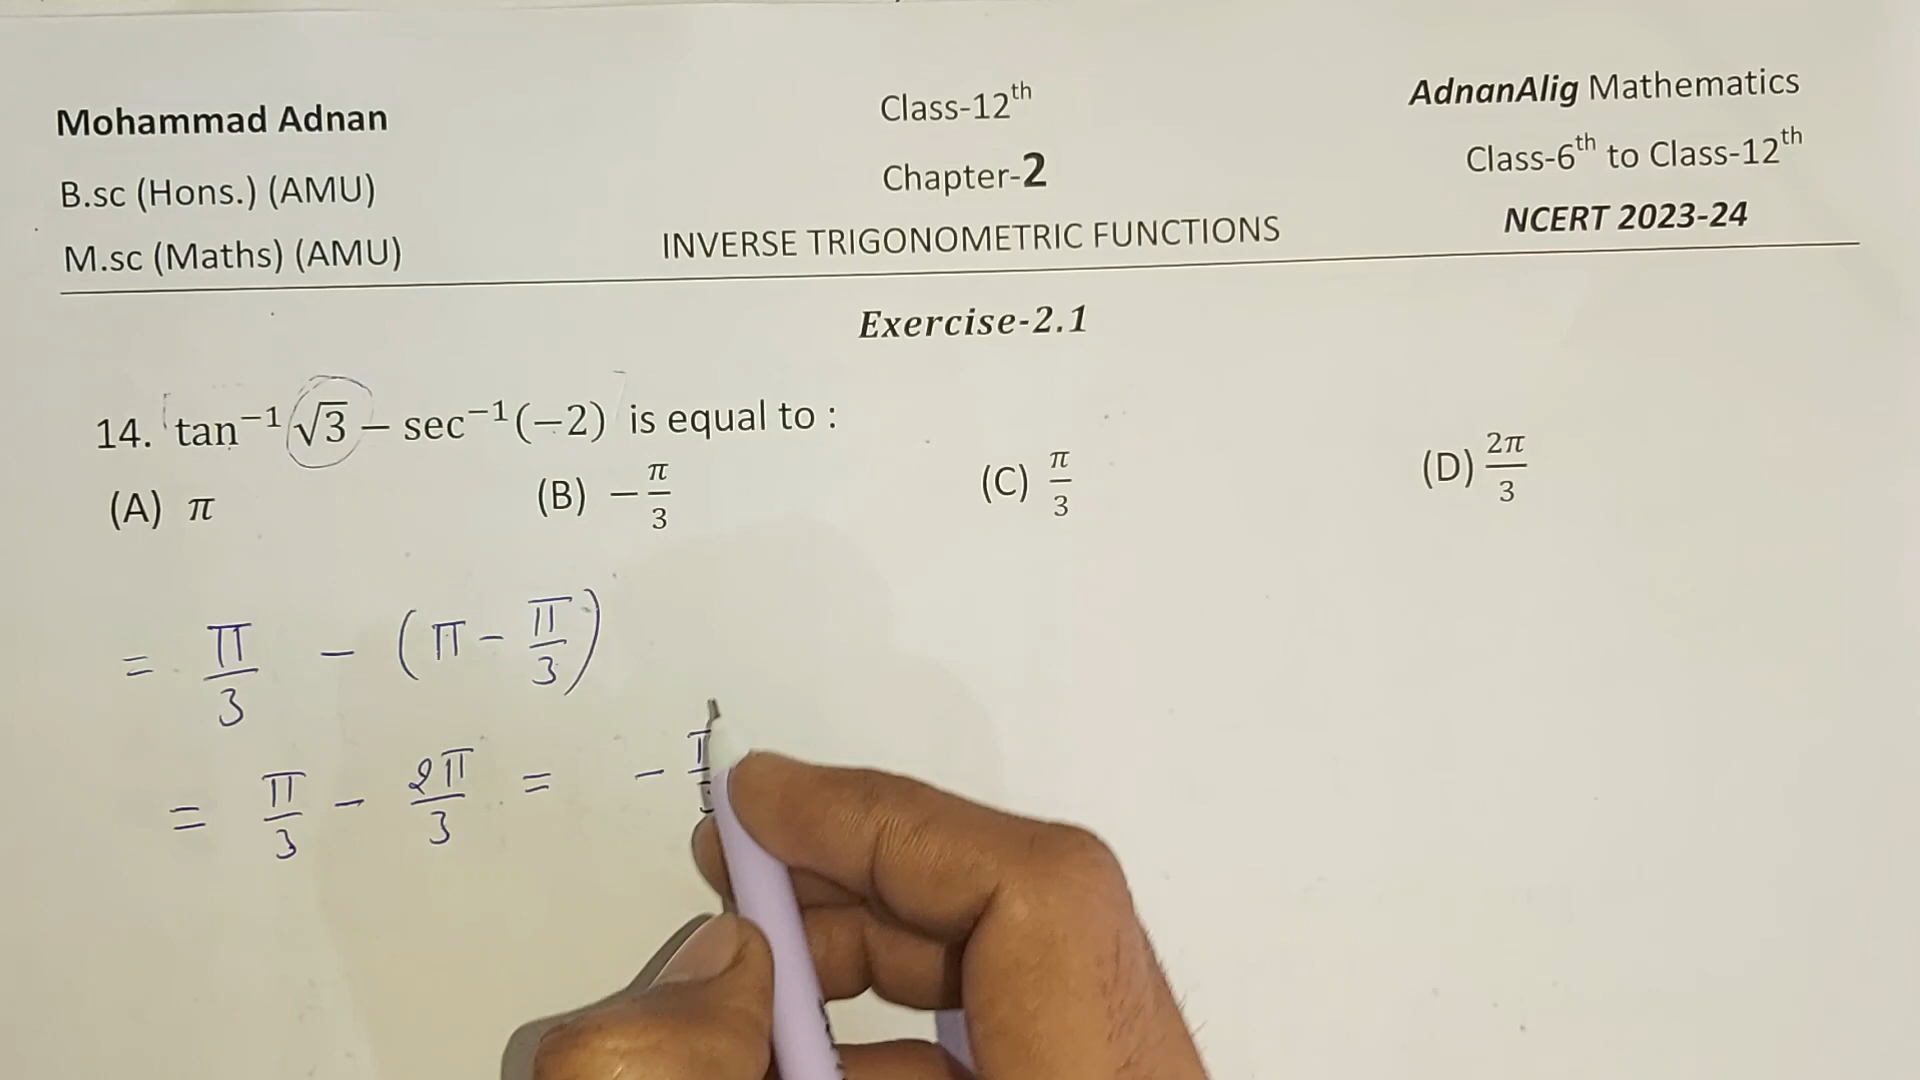 Mohammad Adnan
B.sc (Hons.) (AMU)
M.sc (Maths) (AMU)
Class-12th
Chapter-2
INVERSE TRIGONOMETRIC FUNCTIONS
AdnanAlig Mathematics
Class-6th to Class-12th
NCERT 2023-24
Exercise-2.1
14. tan⁻¹ √3 − sec⁻¹(−2) is equal to :
(A) π (B) −π/3 (C) π/3 (D) 2π/3
= π/3 − (π − π/3)
= π/3 − 2π/3 = −